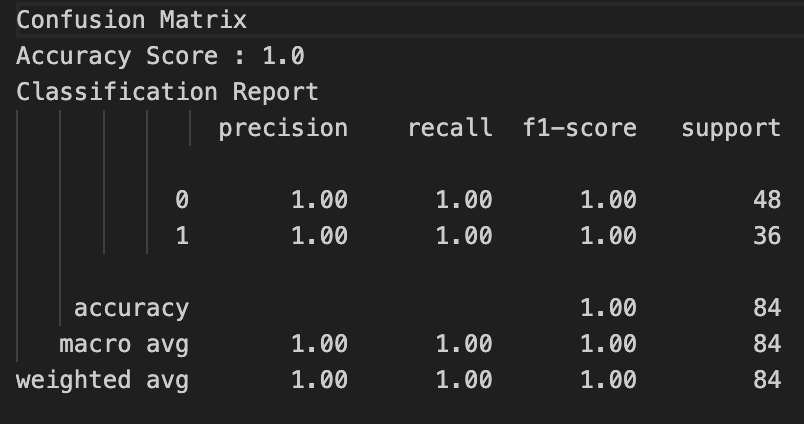 Confusion Matrix
Accuracy Score : 1.0
Classification Report
precision recall f1-score support
0 1.00 1.00 1.00 48
1 1.00 1.00 1.00 36
accuracy 1.00 84
macro avg 1.00 1.00 1.00 84
weighted avg 1.00 1.00 1.00 84